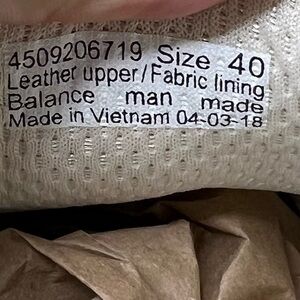 4509206719 Size 40
Leather upper/Fabric lining
Balance man made
Made in Vietnam 04-03-18